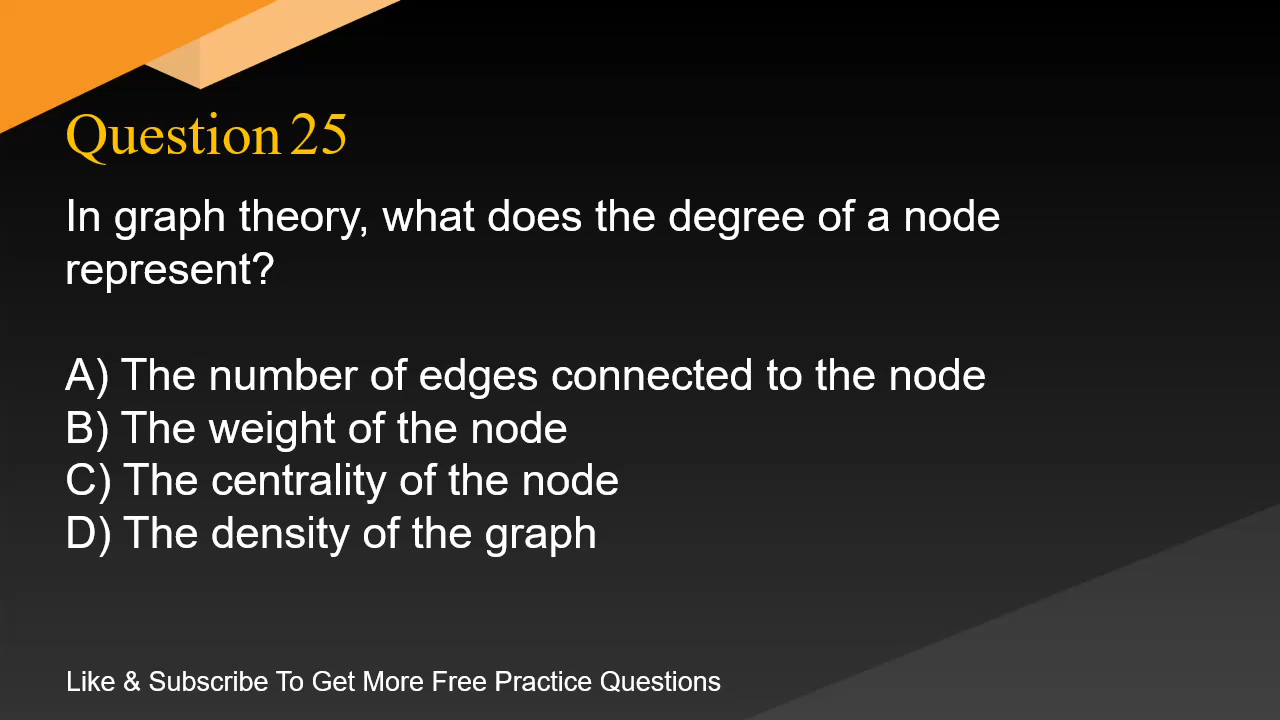 Question 25
In graph theory, what does the degree of a node
represent?
A) The number of edges connected to the node
B) The weight of the node
C) The centrality of the node
D) The density of the graph
Like & Subscribe To Get More Free Practice Questions